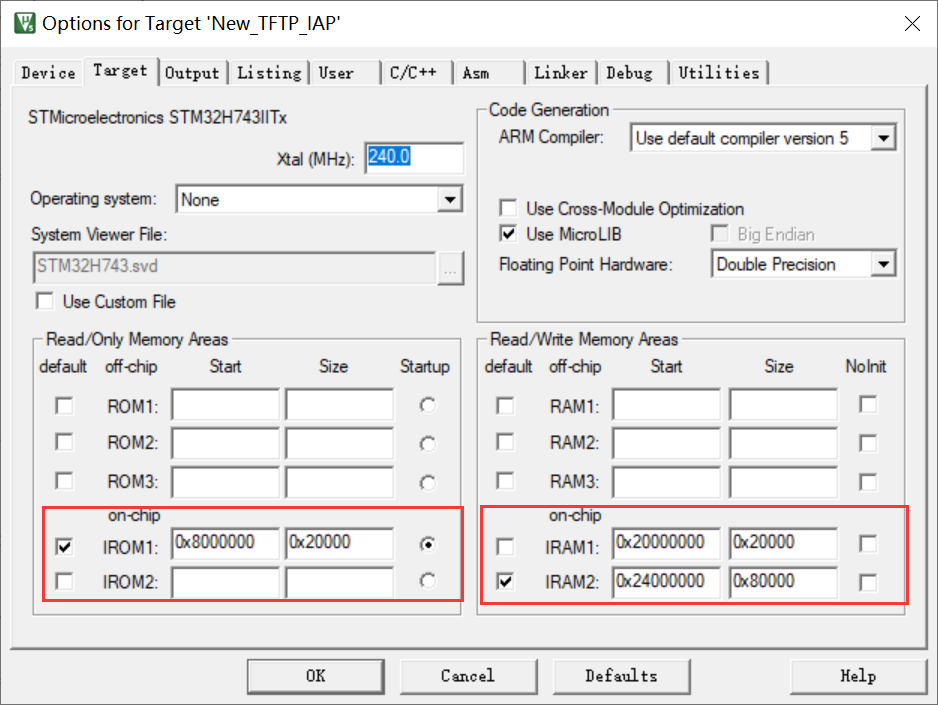 Options for Target 'New_TFTP_IAP'
Device Target Output Listing User C/C++ Asm Linker Debug Utilities
STMicroelectronics STM32H743IITx
Xtal (MHz): 240.0
Operating system: None
System Viewer File:
STM32H743.svd ...
Use Custom File
Code Generation
ARM Compiler: Use default compiler version 5
Use Cross-Module Optimization
Use MicroLIB Big Endian
Floating Point Hardware: Double Precision
Read/Only Memory Areas
default off-chip Start Size Startup
ROM1:
ROM2:
ROM3:
on-chip
IROM1: 0x8000000 0x20000
IROM2:
Read/Write Memory Areas
default off-chip Start Size NoInit
RAM1:
RAM2:
RAM3:
on-chip
IRAM1: 0x20000000 0x20000
IRAM2: 0x24000000 0x80000
OK Cancel Defaults Help